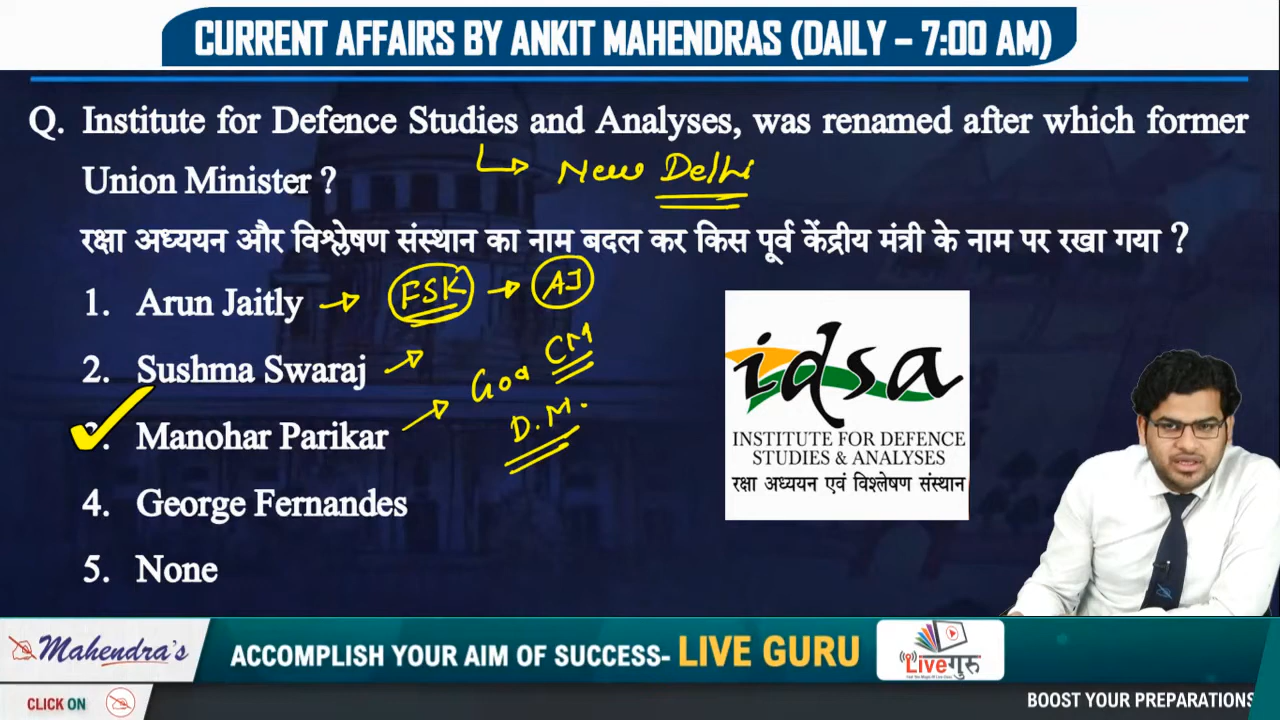 CURRENT AFFAIRS BY ANKIT MAHENDRAS (DAILY – 7:00 AM)
Q. Institute for Defence Studies and Analyses, was renamed after which former
Union Minister ?
New Delhi
रक्षा अध्ययन और विश्लेषण संस्थान का नाम बदल कर किस पूर्व केंद्रीय मंत्री के नाम पर रखा गया ?
1. Arun Jaitly
FSK
AJ
2. Sushma Swaraj
Goa CM
3. Manohar Parikar
D.M.
4. George Fernandes
5. None
idsa
INSTITUTE FOR DEFENCE
STUDIES & ANALYSES
रक्षा अध्ययन एवं विश्लेषण संस्थान
Mahendra's
ACCOMPLISH YOUR AIM OF SUCCESS- LIVE GURU
Liveगुरु
CLICK ON
BOOST YOUR PREPARATIONS